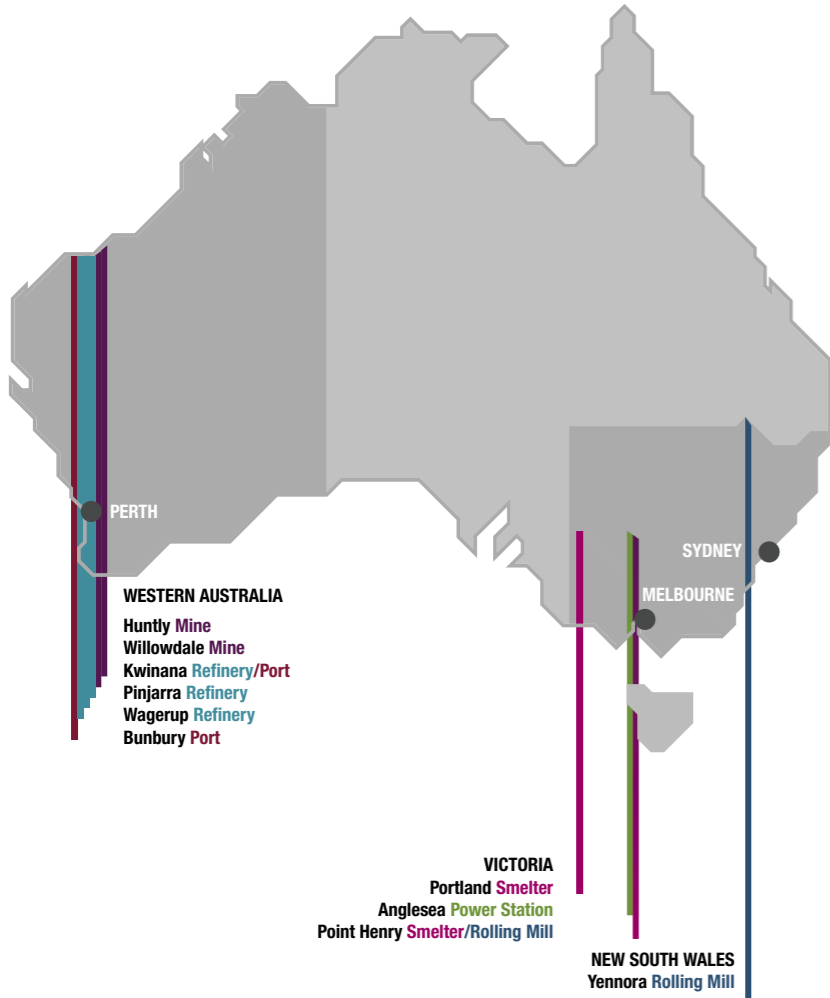 PERTH
SYDNEY
MELBOURNE
WESTERN AUSTRALIA
Huntly Mine
Willowdale Mine
Kwinana Refinery/Port
Pinjarra Refinery
Wagerup Refinery
Bunbury Port
VICTORIA
Portland Smelter
Anglesea Power Station
Point Henry Smelter/Rolling Mill
NEW SOUTH WALES
Yennora Rolling Mill